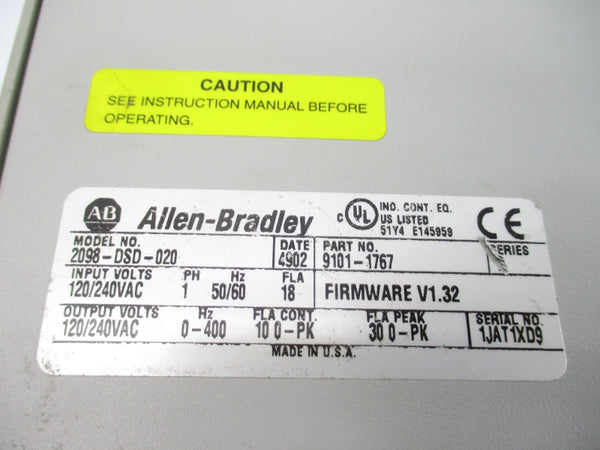 CAUTION
SEE INSTRUCTION MANUAL BEFORE
OPERATING.
AB Allen-Bradley
C UL US LISTED
IND. CONT. EQ.
51Y4 E145959
CE
MODEL NO.
2098-DSD-020
DATE
4902
PART NO.
9101-1767
SERIES
INPUT VOLTS PH Hz FLA
120/240VAC 1 50/60 18
FIRMWARE V1.32
OUTPUT VOLTS Hz FLA CONT. FLA PEAK SERIAL NO.
120/240VAC 0-400 10 0-PK 30 0-PK 1JAT1XD9
MADE IN U.S.A.